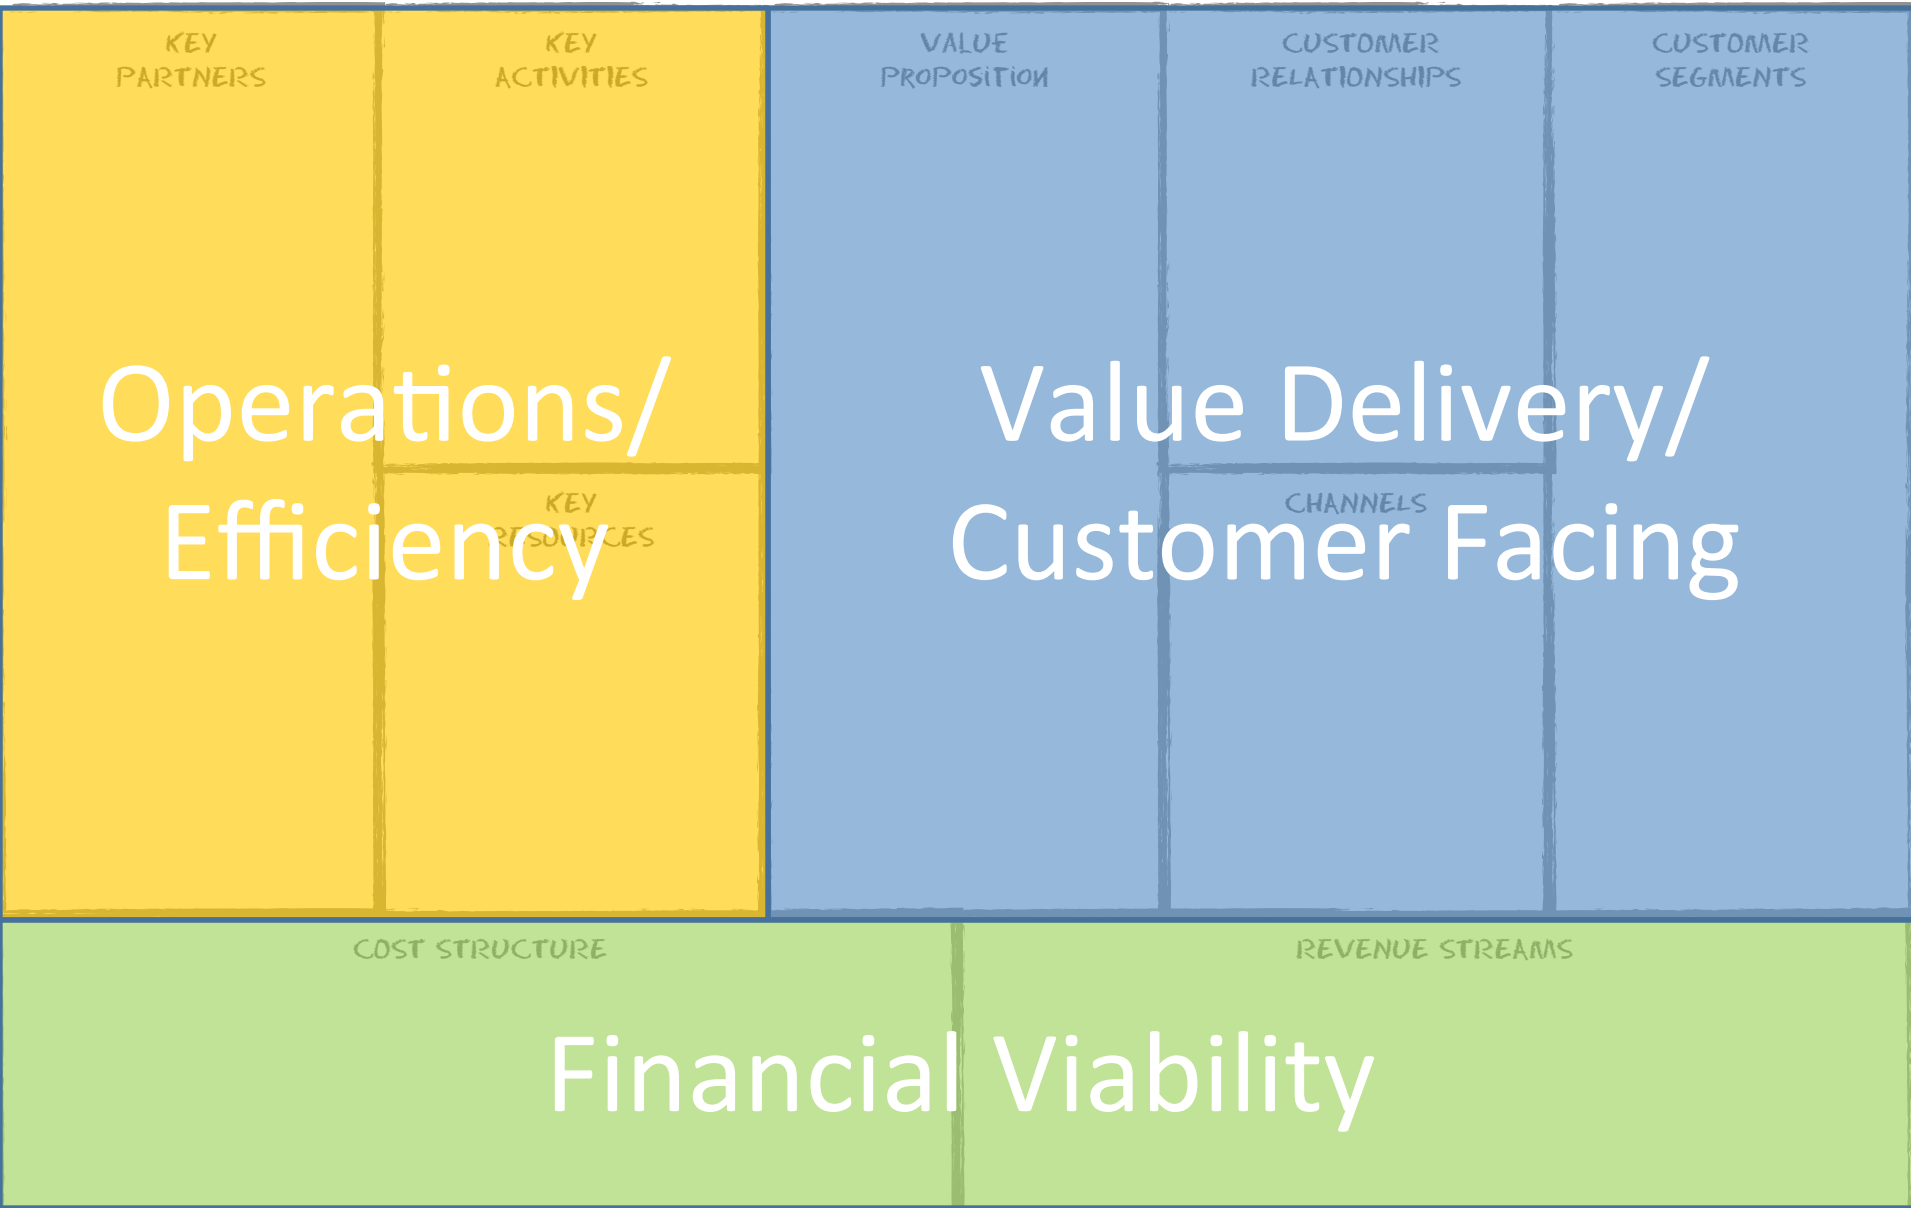 KEY
PARTNERS
KEY
ACTIVITIES
VALUE
PROPOSITION
CUSTOMER
RELATIONSHIPS
CUSTOMER
SEGMENTS
Operations/
Efficiency
KEY
RESOURCES
Value Delivery/
Customer Facing
CHANNELS
COST STRUCTURE
REVENUE STREAMS
Financial Viability